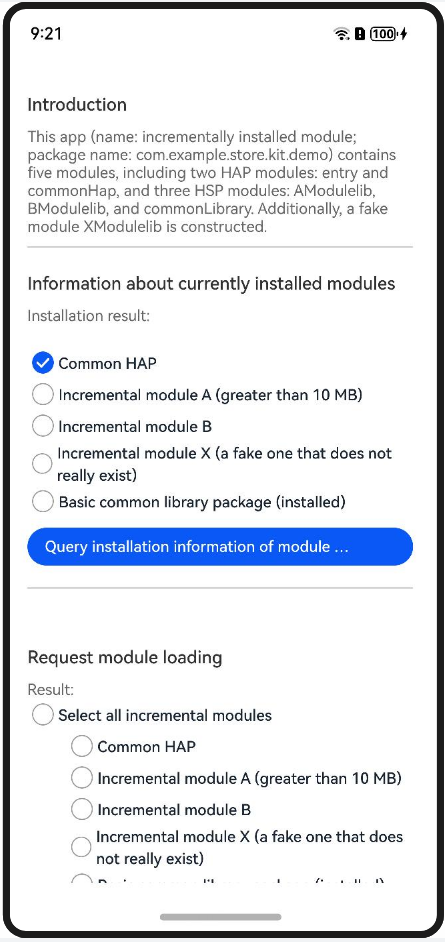 9:21
100
Introduction
This app (name: incrementally installed module;
package name: com.example.store.kit.demo) contains
five modules, including two HAP modules: entry and
commonHap, and three HSP modules: AModulelib,
BModulelib, and commonLibrary. Additionally, a fake
module XModulelib is constructed.
Information about currently installed modules
Installation result:
Common HAP
Incremental module A (greater than 10 MB)
Incremental module B
Incremental module X (a fake one that does not
really exist)
Basic common library package (installed)
Query installation information of module ...
Request module loading
Result:
Select all incremental modules
Common HAP
Incremental module A (greater than 10 MB)
Incremental module B
Incremental module X (a fake one that does
not really exist)